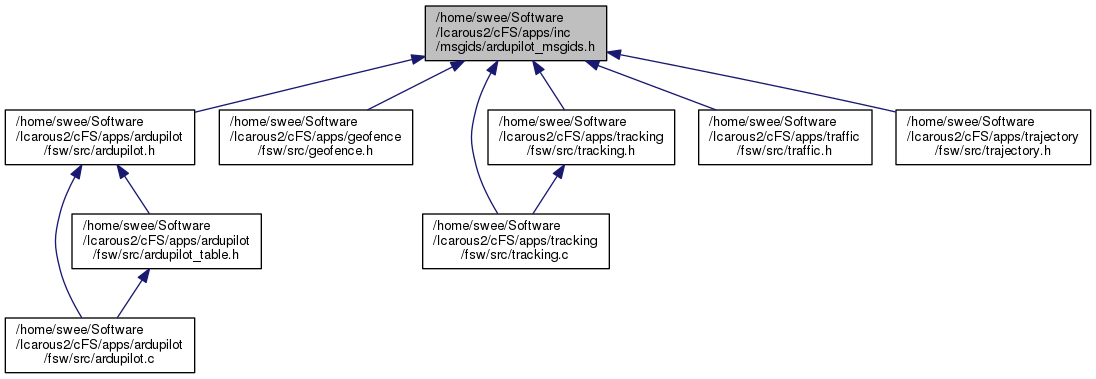 /home/swee/Software
/Icarous2/cFS/apps/inc
/msgids/ardupilot_msgids.h
/home/swee/Software
/Icarous2/cFS/apps/ardupilot
/fsw/src/ardupilot.h
/home/swee/Software
/Icarous2/cFS/apps/geofence
/fsw/src/geofence.h
/home/swee/Software
/Icarous2/cFS/apps/tracking
/fsw/src/tracking.h
/home/swee/Software
/Icarous2/cFS/apps/traffic
/fsw/src/traffic.h
/home/swee/Software
/Icarous2/cFS/apps/trajectory
/fsw/src/trajectory.h
/home/swee/Software
/Icarous2/cFS/apps/ardupilot
/fsw/src/ardupilot_table.h
/home/swee/Software
/Icarous2/cFS/apps/tracking
/fsw/src/tracking.c
/home/swee/Software
/Icarous2/cFS/apps/ardupilot
/fsw/src/ardupilot.c